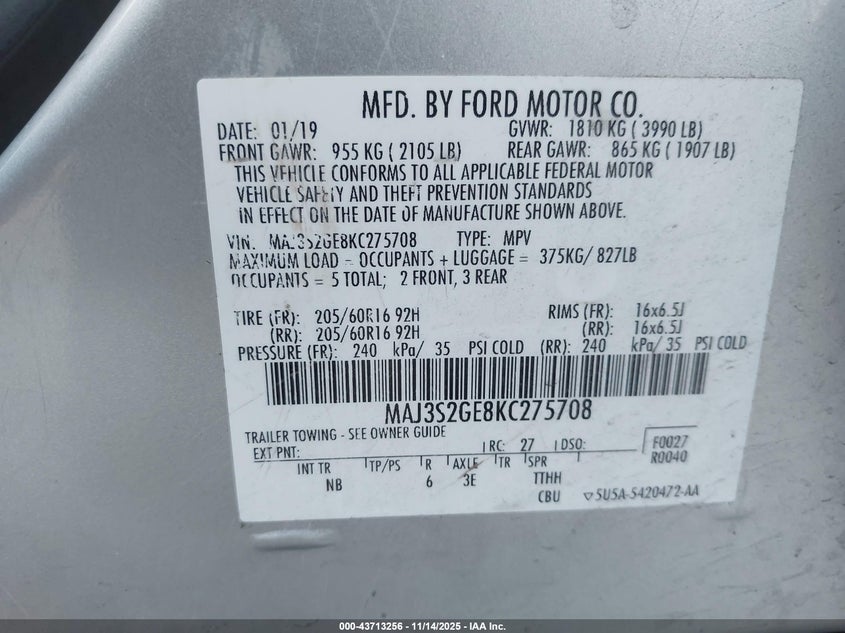 MFD. BY FORD MOTOR CO.
DATE: 01/19 GVWR: 1810 KG ( 3990 LB)
FRONT GAWR: 955 KG ( 2105 LB) REAR GAWR: 865 KG ( 1907 LB)
THIS VEHICLE CONFORMS TO ALL APPLICABLE FEDERAL MOTOR
VEHICLE SAFETY AND THEFT PREVENTION STANDARDS
IN EFFECT ON THE DATE OF MANUFACTURE SHOWN ABOVE.
VIN: MAJ3S2GE8KC275708 TYPE: MPV
MAXIMUM LOAD - OCCUPANTS + LUGGAGE = 375KG/ 827LB
OCCUPANTS = 5 TOTAL; 2 FRONT, 3 REAR
TIRE (FR): 205/60R16 92H RIMS (FR): 16x6.5J
(RR): 205/60R16 92H (RR): 16x6.5J
PRESSURE (FR): 240 kPa/ 35 PSI COLD (RR): 240 kPa/ 35 PSI COLD
MAJ3S2GE8KC275708
TRAILER TOWING - SEE OWNER GUIDE
EXT PNT: RC: 27 DSO: F0027
R0040
INT TR TP/PS R AXLE TR SPR
NB 6 3E TTHH
CBU 5U5A-5420472-AA
000-43713256 - 11/14/2025 - IAA Inc.